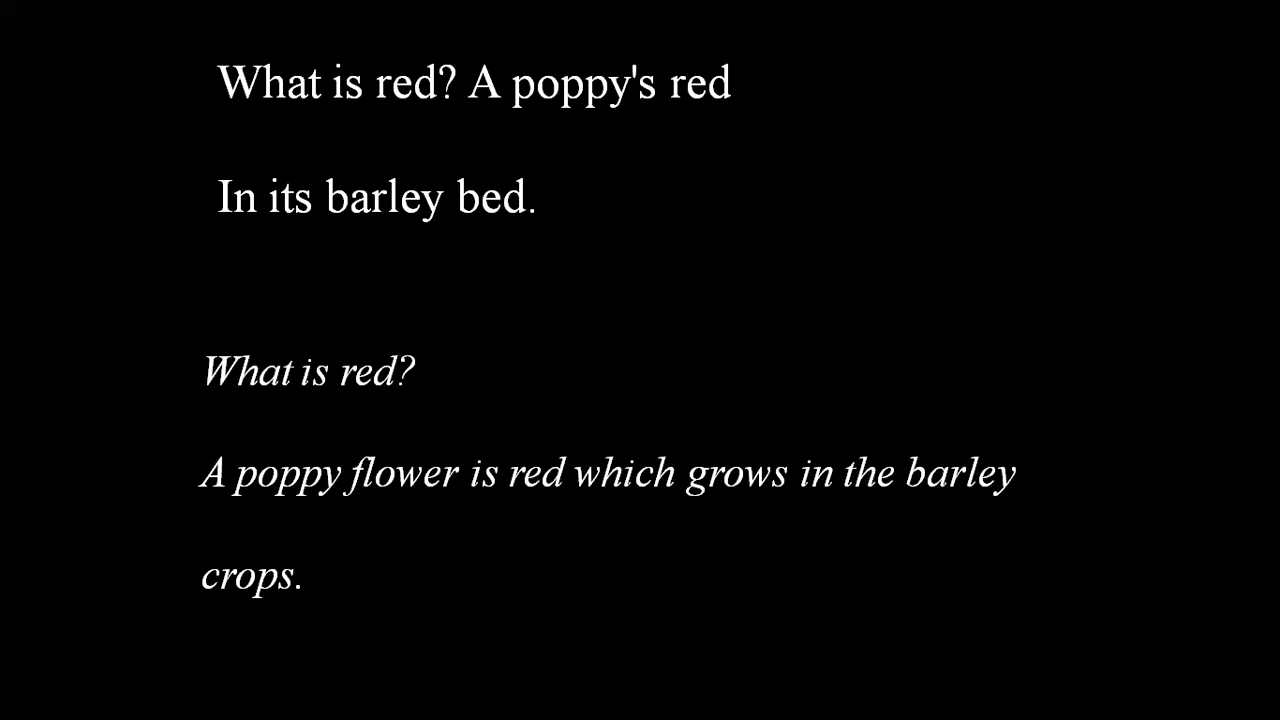 What is red? A poppy's red
In its barley bed.
What is red?
A poppy flower is red which grows in the barley
crops.